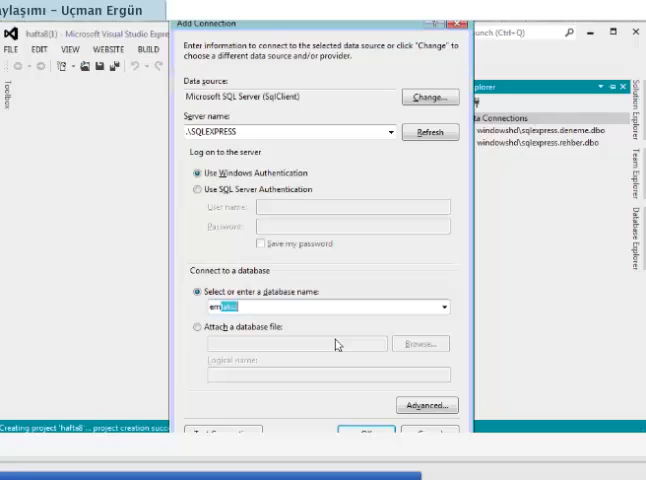 aylaşımı - Uçman Ergün
hafta8(1) - Microsoft Visual Studio Expre
Add Connection
unch (Ctrl+Q)
FILE EDIT VIEW WEBSITE BUILD
Toolbox
Enter information to connect to the selected data source or click "Change" to
choose a different data source and/or provider.
Data source:
Microsoft SQL Server (SqlClient)
Change...
Server name:
.\SQLEXPRESS
Refresh
Log on to the server
Use Windows Authentication
Use SQL Server Authentication
User name:
Password:
Save my password
Connect to a database
Select or enter a database name:
Attach a database file:
Browse...
Logical name:
Advanced...
plorer
ta Connections
windowshd\sqlexpress.deneme.dbo
windowshd\sqlexpress.rehber.dbo
Solution Explorer
Team Explorer
Database Explorer
Creating project 'hafta8' ... project creation succ